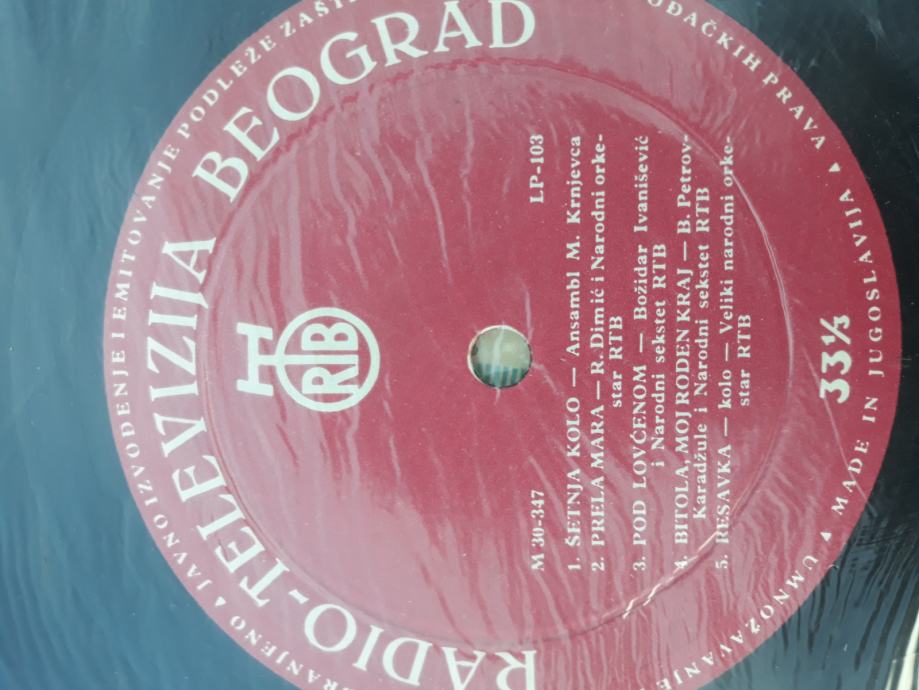 RADIO-TELEVIZIJA BEOGRAD
RTB
M 30-347 LP-103
1. ŠETNJA KOLO — Ansambl M. Krnjevca
2. PRELA MARA — R. Dimić i Narodni orke-
star RTB
3. POD LOVĆENOM — Božidar Ivanišević
i Narodni sekstet RTB
4. BITOLA, MOJ RODEN KRAJ — B. Petrov-
Karadžule i Narodni sekstet RTB
5. RESAVKA — kolo — Veliki narodni orke-
star RTB
33⅓
MADE IN JUGOSLAVIJA
UMNOŽAVANJE
JAVNO IZVOĐENJE I EMITOVANJE PODLEŽE
PRAVA